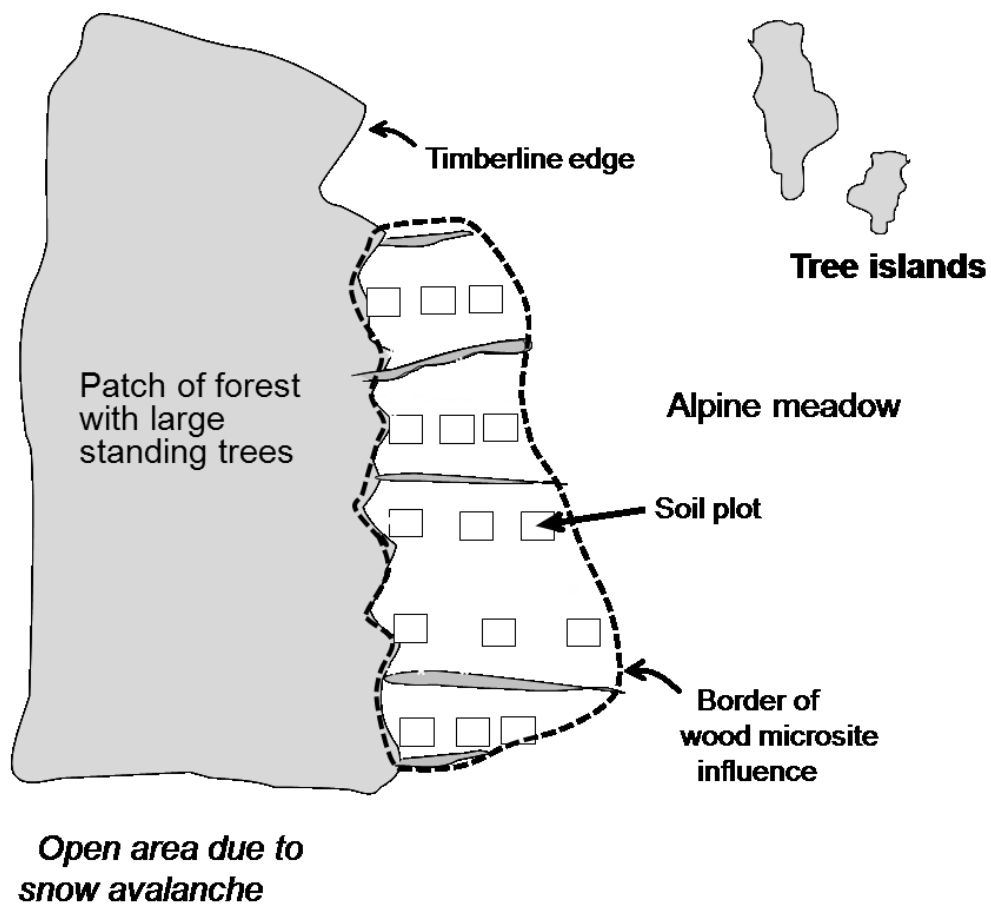 Timberline edge
Tree islands
Patch of forest
with large
standing trees
Alpine meadow
Soil plot
Border of
wood microsite
influence
Open area due to
snow avalanche